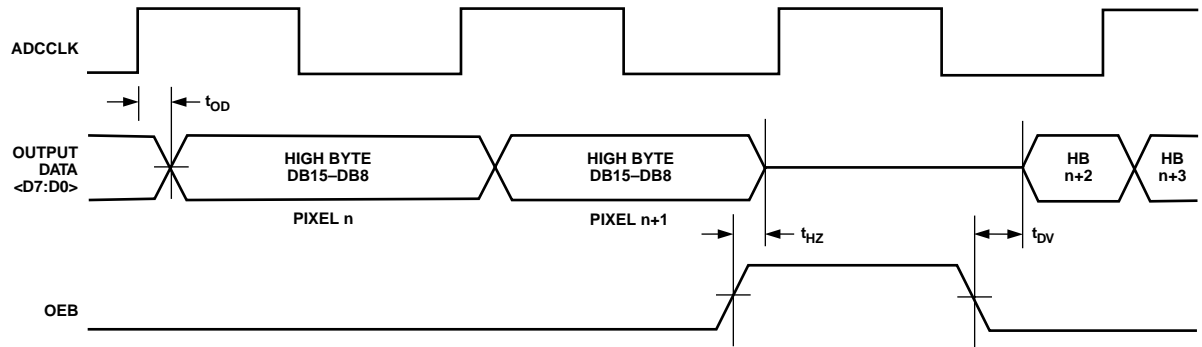 ADCCLK
tOD
OUTPUT
DATA
<D7:D0>
HIGH BYTE
DB15–DB8
HIGH BYTE
DB15–DB8
HB
n+2
HB
n+3
PIXEL n
PIXEL n+1
tHZ
tDV
OEB